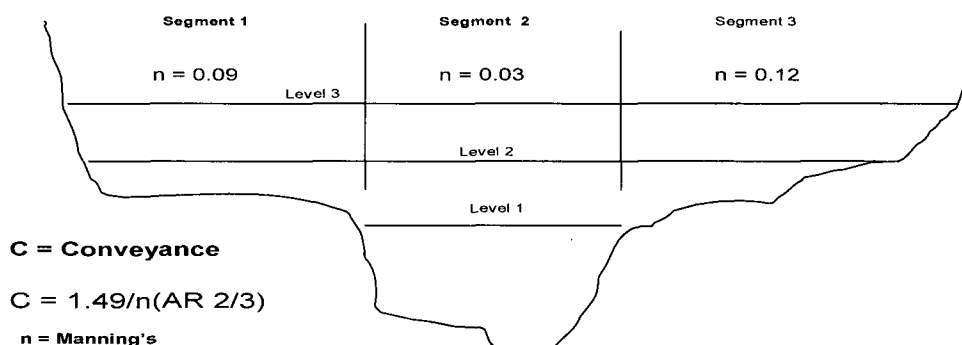 Segment 1 Segment 2 Segment 3
n = 0.09 n = 0.03 n = 0.12
Level 3
Level 2
Level 1
C = Conveyance
C = 1.49/n(AR 2/3)
n = Manning's